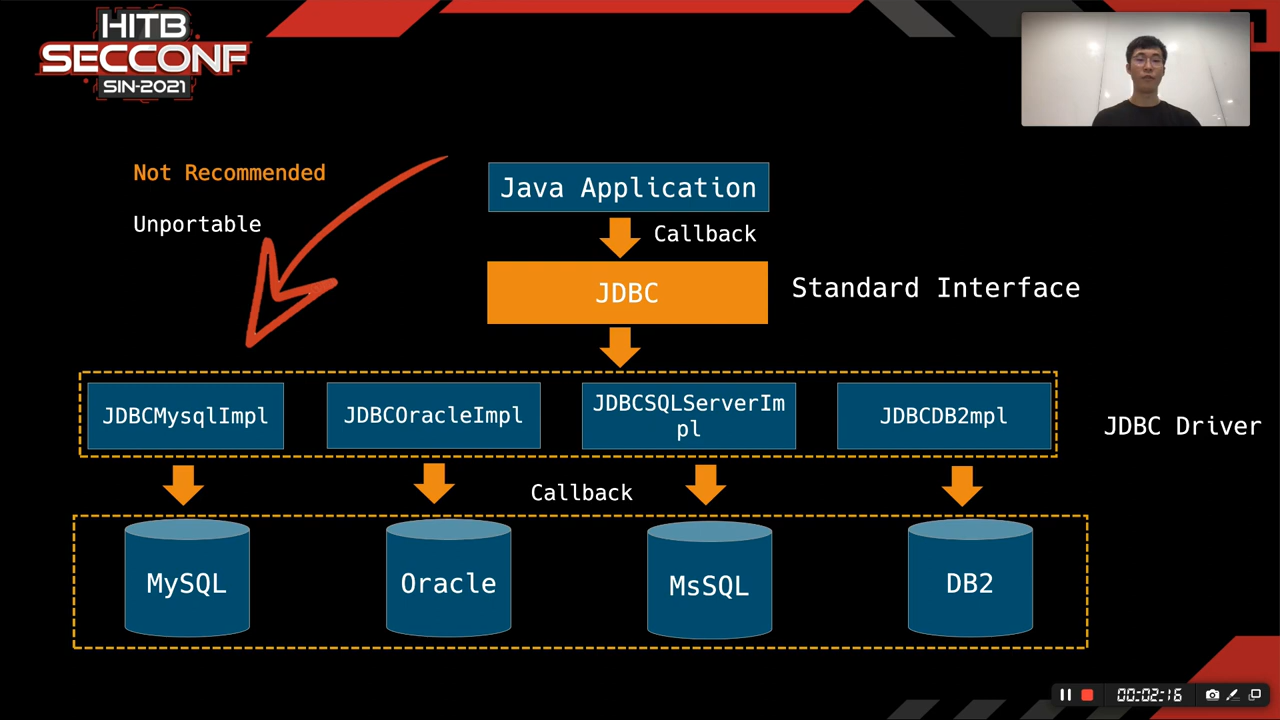 HITB
SECCONF
SIN-2021
Not Recommended
Unportable
Java Application
Callback
JDBC
Standard Interface
JDBCMysqlImpl
JDBCOracleImpl
JDBCSQLServerIm
pl
JDBCDB2mpl
JDBC Driver
Callback
MySQL
Oracle
MsSQL
DB2
00:02:16